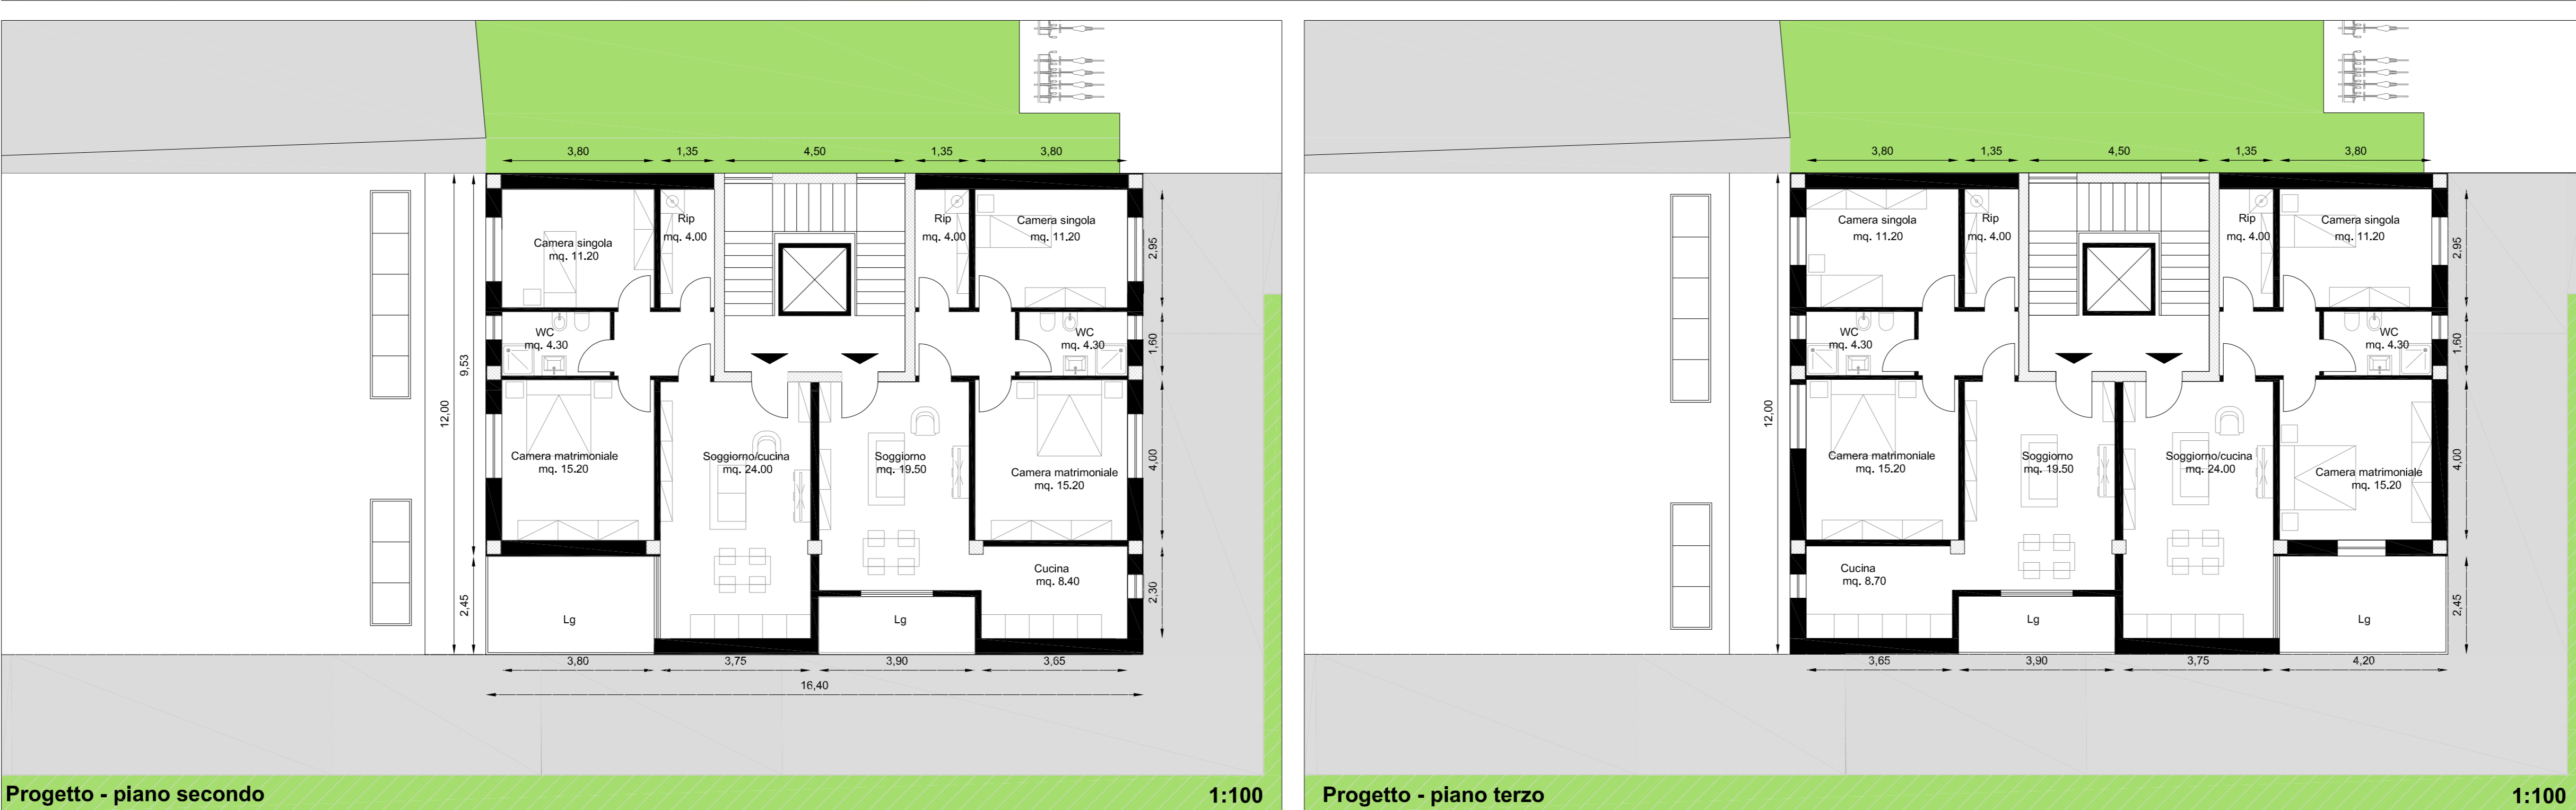 3,80
1,35
4,50
1,35
3,80
Camera singola
mq. 11.20
Rip
mq. 4.00
Rip
mq. 4.00
Camera singola
mq. 11.20
2,95
WC
mq. 4.30
WC
mq. 4.30
1,60
9,53
12,00
Camera matrimoniale
mq. 15.20
Soggiorno/cucina
mq. 24.00
Soggiorno
mq. 19.50
Camera matrimoniale
mq. 15.20
4,00
Cucina
mq. 8.40
2,30
2,45
Lg
Lg
3,80
3,75
3,90
3,65
16,40
Progetto - piano secondo
1:100
3,80
1,35
4,50
1,35
3,80
Camera singola
mq. 11.20
Rip
mq. 4.00
Rip
mq. 4.00
Camera singola
mq. 11.20
2,95
WC
mq. 4.30
WC
mq. 4.30
1,60
12,00
Camera matrimoniale
mq. 15.20
Soggiorno
mq. 19.50
Soggiorno/cucina
mq. 24.00
Camera matrimoniale
mq. 15.20
4,00
Cucina
mq. 8.70
2,45
Lg
Lg
3,65
3,90
3,75
4,20
Progetto - piano terzo
1:100